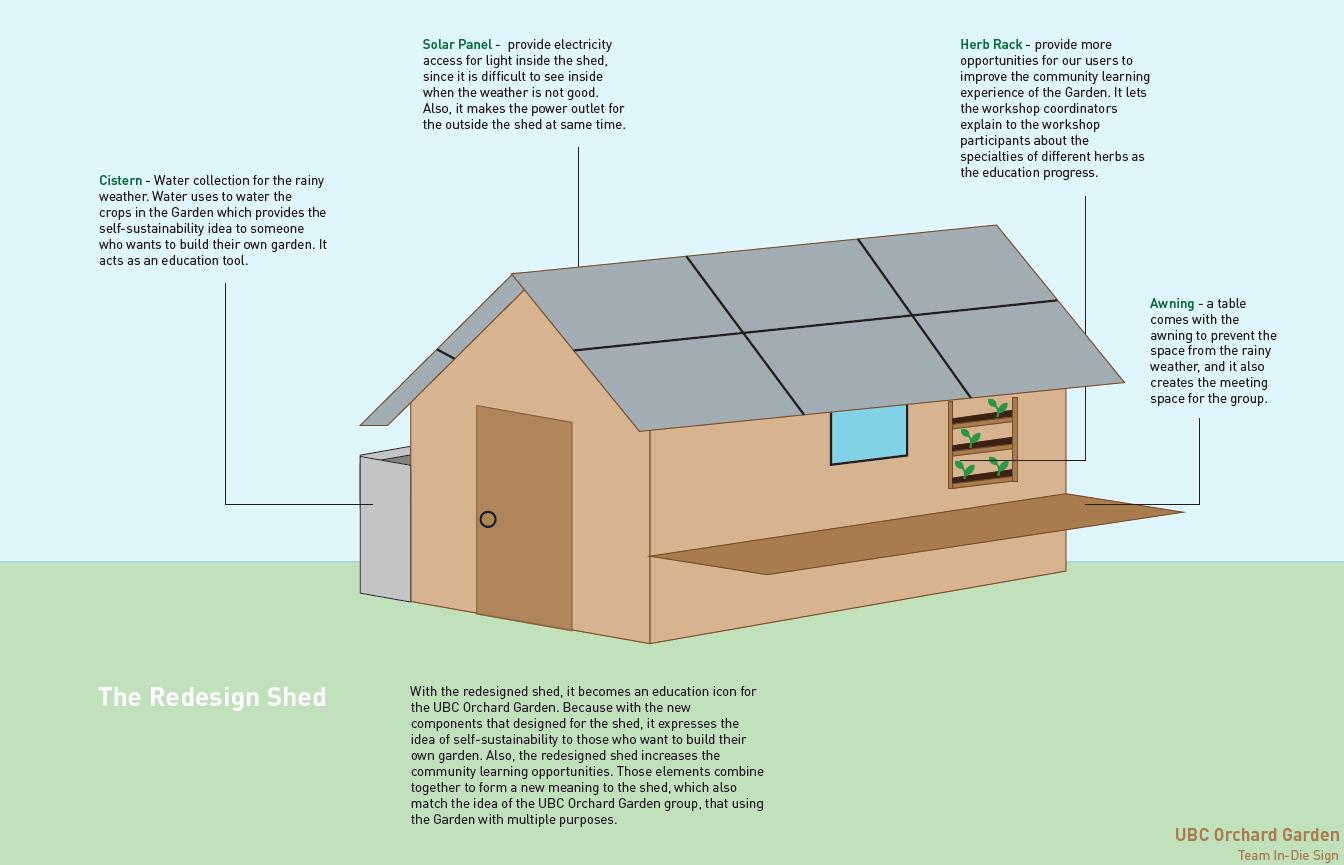 Solar Panel -  provide electricity
access for light inside the shed,
since it is difficult to see inside
when the weather is not good.
Also, it makes the power outlet for
the outside the shed at same time.
Herb Rack - provide more
opportunities for our users to
improve the community learning
experience of the Garden. It lets
the workshop coordinators
explain to the workshop
participants about the
specialties of different herbs as
the education progress.
Cistern - Water collection for the rainy
weather. Water uses to water the
crops in the Garden which provides the
self-sustainability idea to someone
who wants to build their own garden. It
acts as an education tool.
Awning - a table
comes with the
awning to prevent the
space from the rainy
weather, and it also
creates the meeting
space for the group.
The Redesign Shed
With the redesigned shed, it becomes an education icon for
the UBC Orchard Garden. Because with the new
components that designed for the shed, it expresses the
idea of self-sustainability to those who want to build their
own garden. Also, the redesigned shed increases the
community learning opportunities. Those elements combine
together to form a new meaning to the shed, which also
match the idea of the UBC Orchard Garden group, that using
the Garden with multiple purposes.
UBC Orchard Garden
Team In-Die Sign